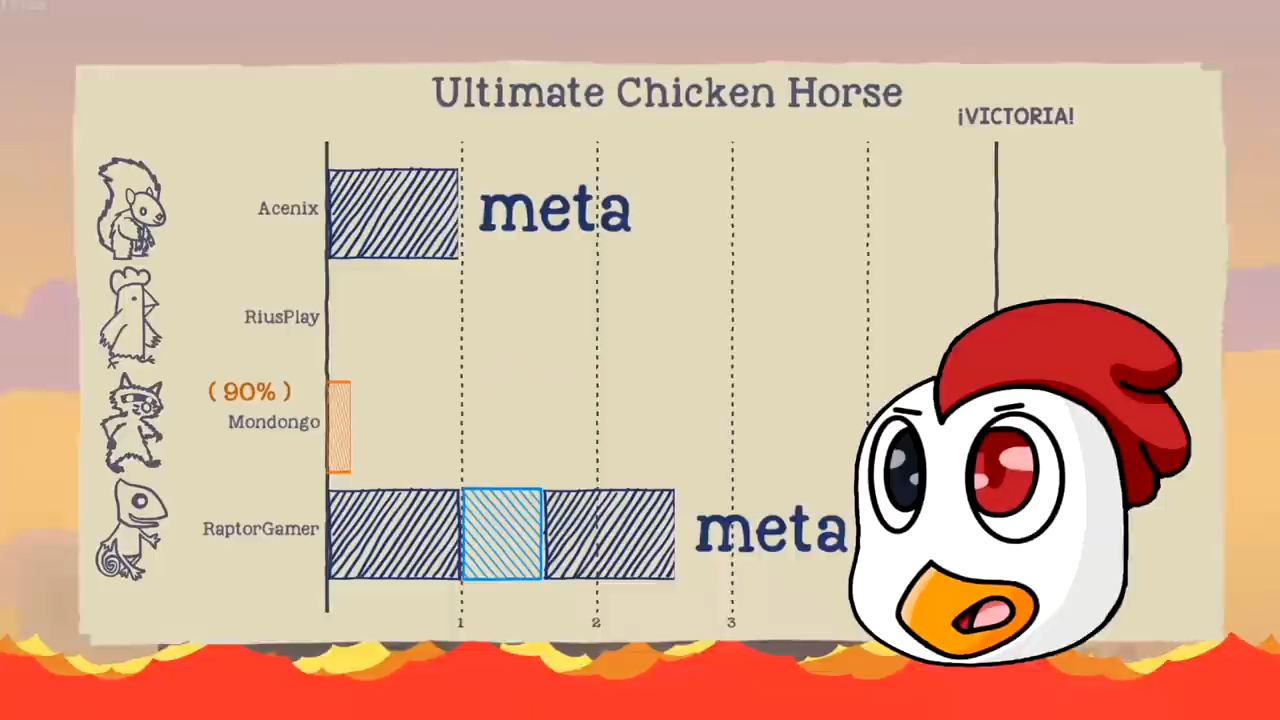 Ultimate Chicken Horse
¡VICTORIA!
Acenix
meta
RiusPlay
( 90% )
Mondongo
RaptorGamer
meta
1
2
3